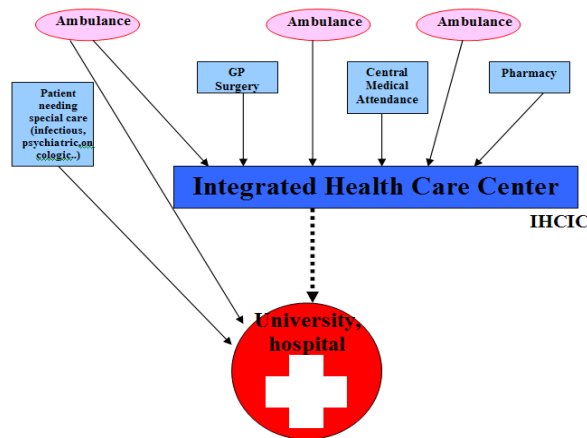 Ambulance
Ambulance
Ambulance
GP
Surgery
Central
Medical
Attendance
Pharmacy
Patient
needing
special care
(infectious,
psychiatric,on
cologic..)
Integrated Health Care Center
IHCIC
University,
hospital